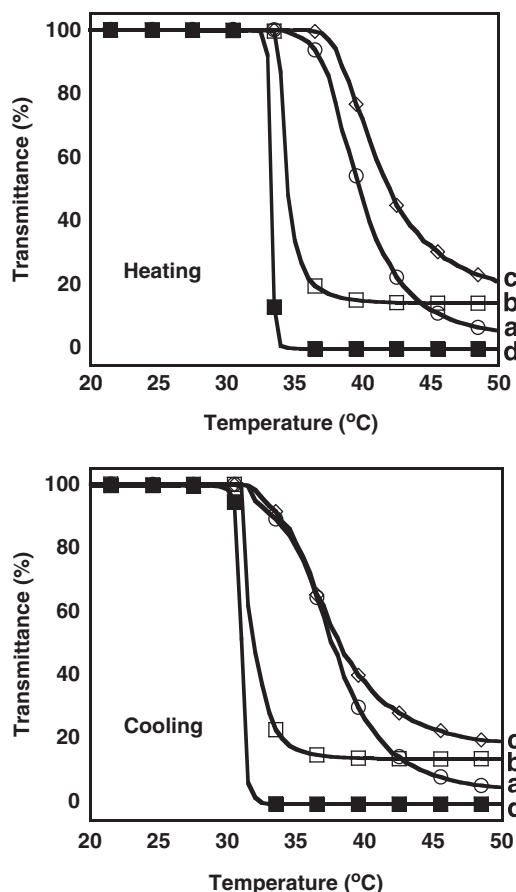 100
80
60
40
20
0
Transmittance (%)
Heating
c
b
a
d
20 25 30 35 40 45 50
Temperature (°C)
100
80
60
40
20
0
Transmittance (%)
Cooling
c
b
a
d
20 25 30 35 40 45 50
Temperature (°C)